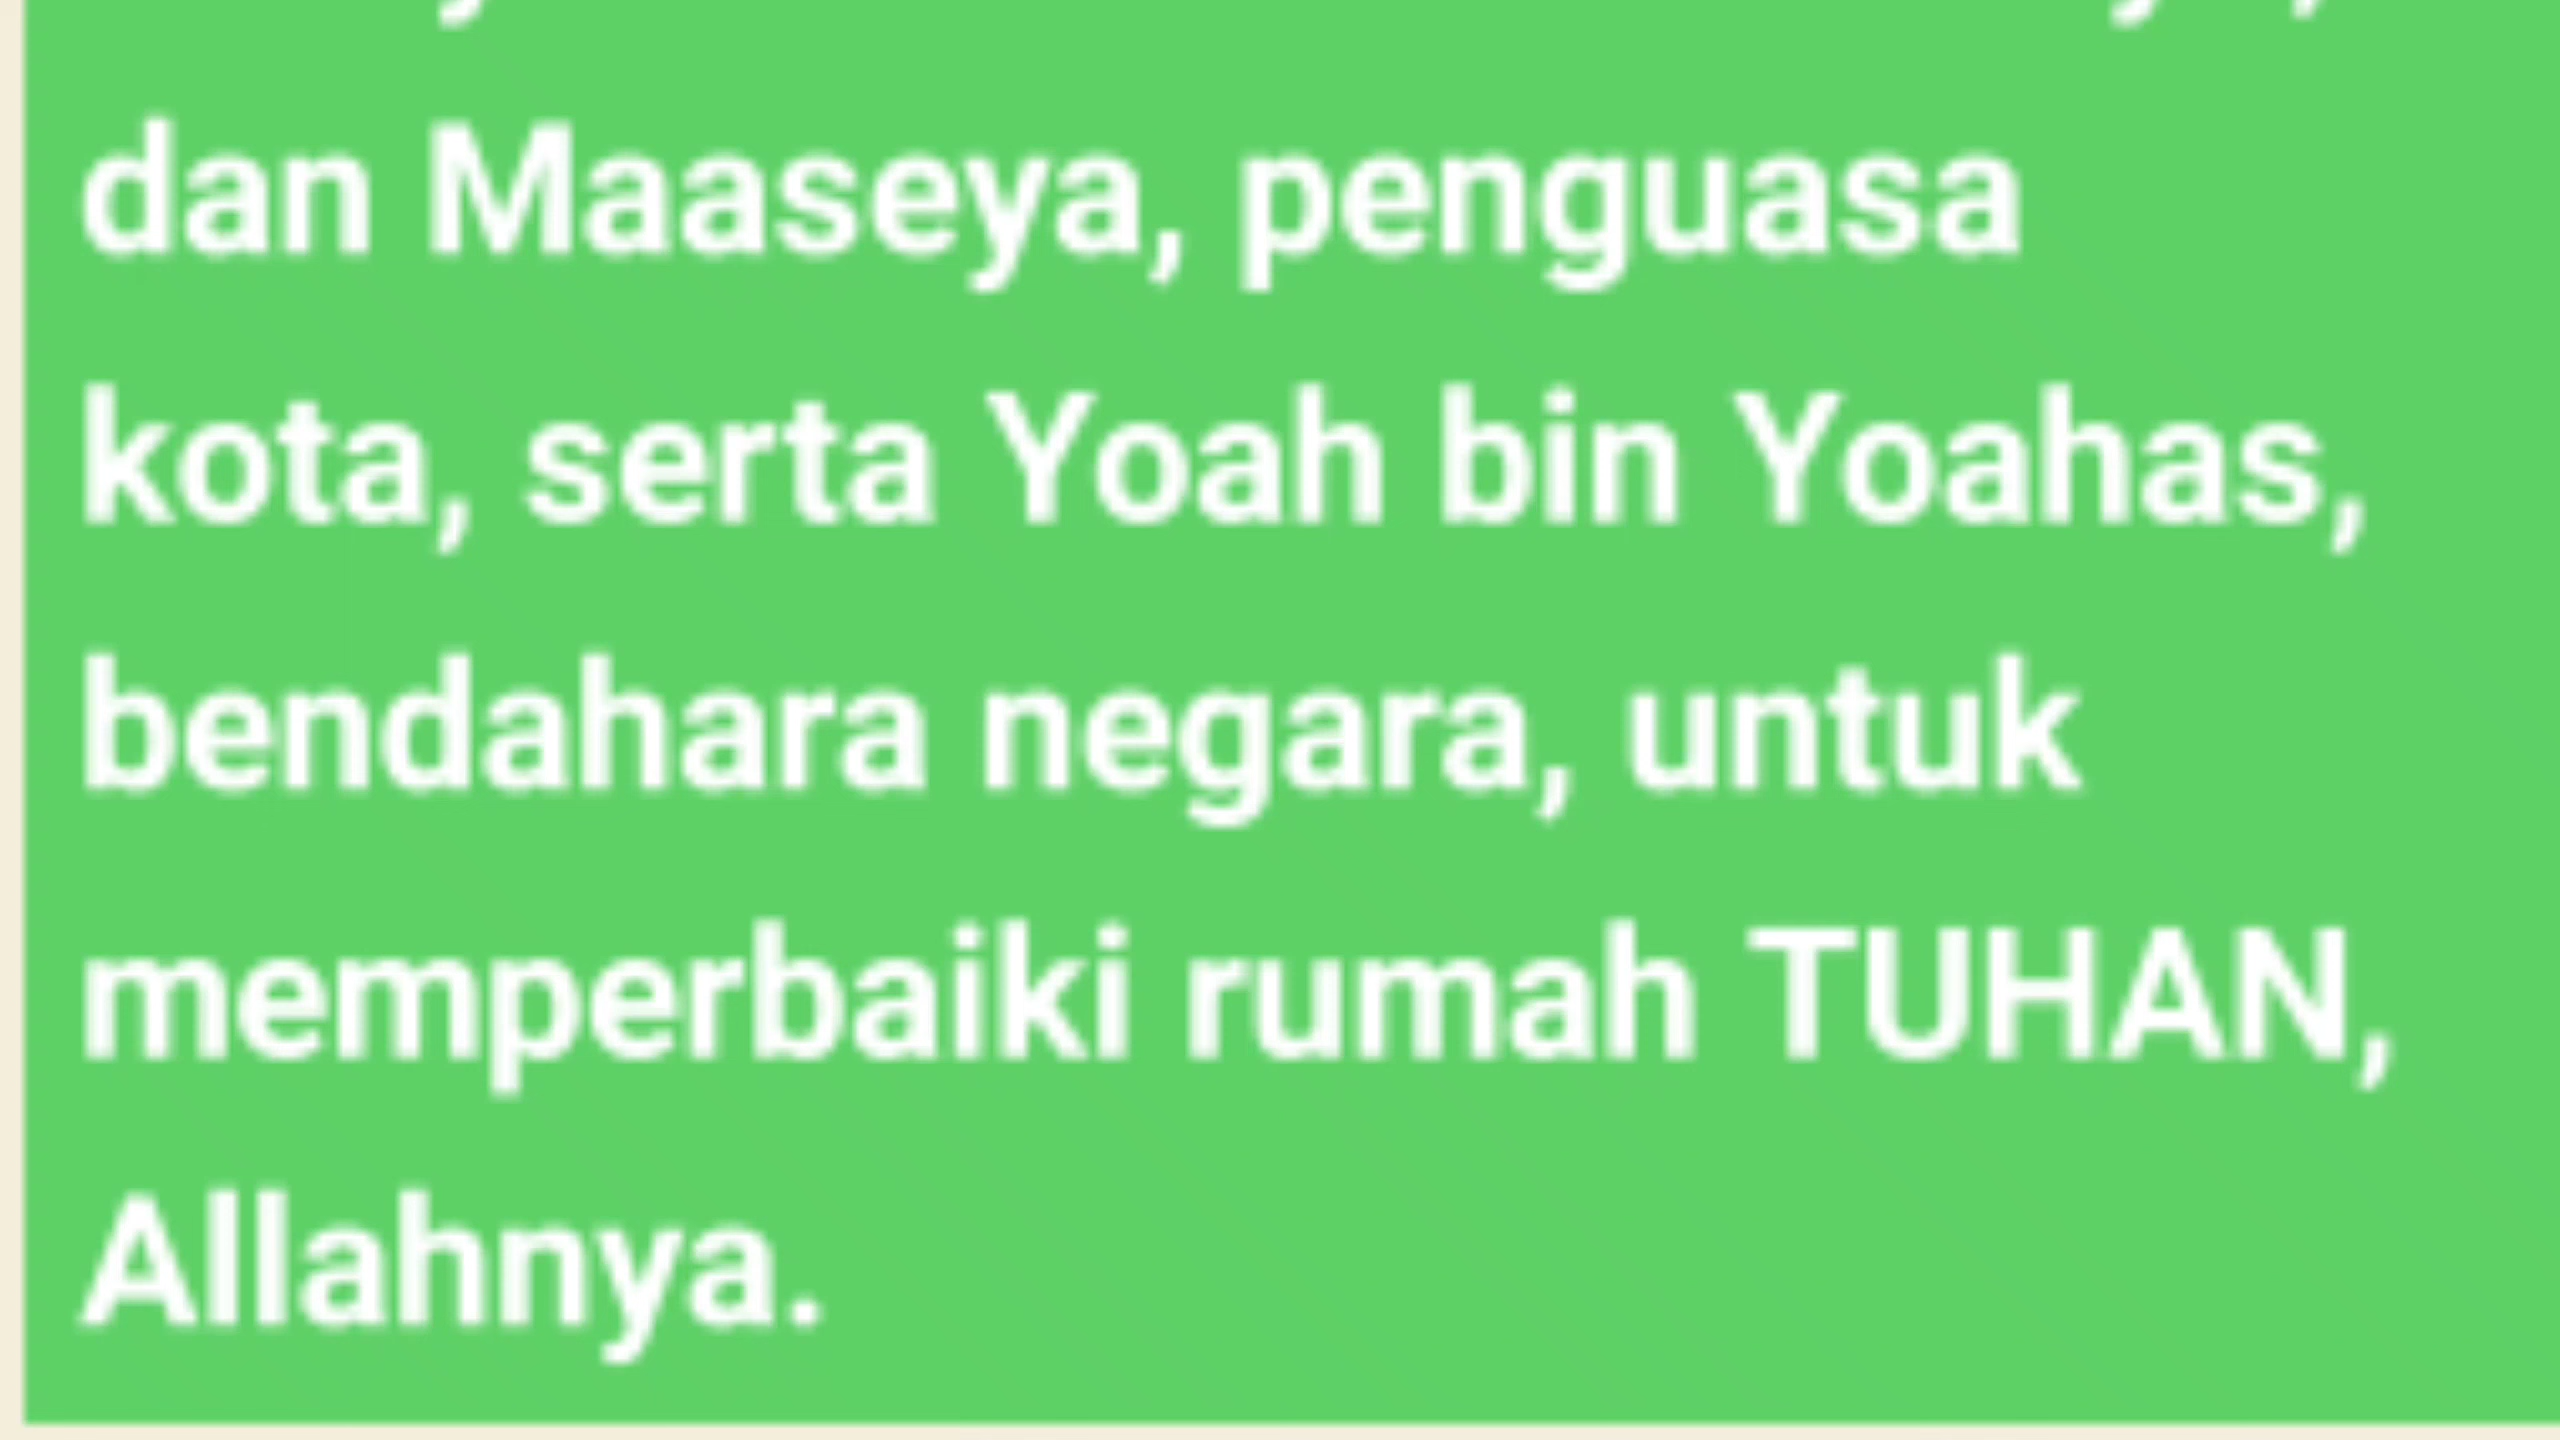 dan Maaseya, penguasa
kota, serta Yoah bin Yoahas,
bendahara negara, untuk
memperbaiki rumah TUHAN,
Allahnya.